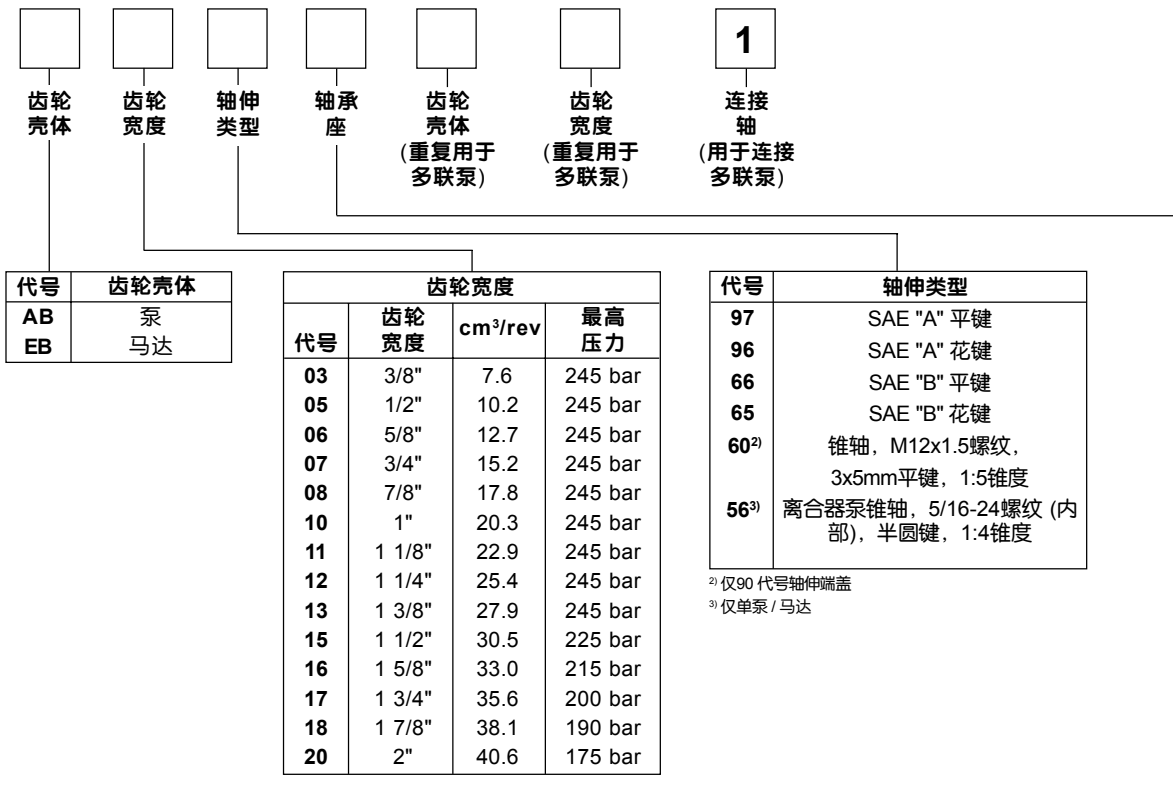 1
齿轮 齿轮 轴伸 轴承 齿轮 齿轮 连接
壳体 宽度 类型 座 壳体 宽度 轴
(重复用于 (重复用于 (用于连接
多联泵) 多联泵) 多联泵)
代号 齿轮壳体
AB 泵
EB 马达
齿轮宽度
代号 齿轮宽度 cm³/rev 最高压力
03 3/8" 7.6 245 bar
05 1/2" 10.2 245 bar
06 5/8" 12.7 245 bar
07 3/4" 15.2 245 bar
08 7/8" 17.8 245 bar
10 1" 20.3 245 bar
11 1 1/8" 22.9 245 bar
12 1 1/4" 25.4 245 bar
13 1 3/8" 27.9 245 bar
15 1 1/2" 30.5 225 bar
16 1 5/8" 33.0 215 bar
17 1 3/4" 35.6 200 bar
18 1 7/8" 38.1 190 bar
20 2" 40.6 175 bar
代号 轴伸类型
97 SAE "A" 平键
96 SAE "A" 花键
66 SAE "B" 平键
65 SAE "B" 花键
60²⁾ 锥轴，M12x1.5螺纹，
3x5mm平键，1:5锥度
56³⁾ 离合器泵锥轴，5/16-24螺纹 (内
部)，半圆键，1:4锥度
²⁾ 仅90 代号轴伸端盖
³⁾ 仅单泵 / 马达